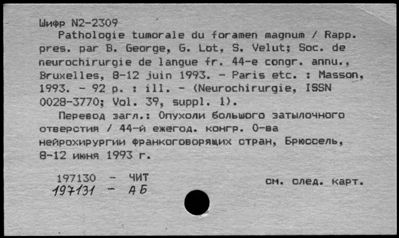 Шифр N2-2309
Pathologie tumorale du foramen magnum / Rapp.
pres. par B. George, G. Lot, S. Velut; Soc. de
neurochirurgie de langue fr. 44-e congr. annu.,
Bruxelles, 8-12 juin 1993. - Paris etc. : Masson,
1993. - 92 p. : ill. - (Neurochirurgie, ISSN
0028-3770; Vol. 39, suppl. 1).
Перевод загл.: Опухоли большого затылочного
отверстия / 44-й ежегод. конгр. О-ва
нейрохирургии франкоговорящих стран, Брюссель,
8-12 июня 1993 г.
197130 - ЧИТ
197131 - АБ
см. след. карт.